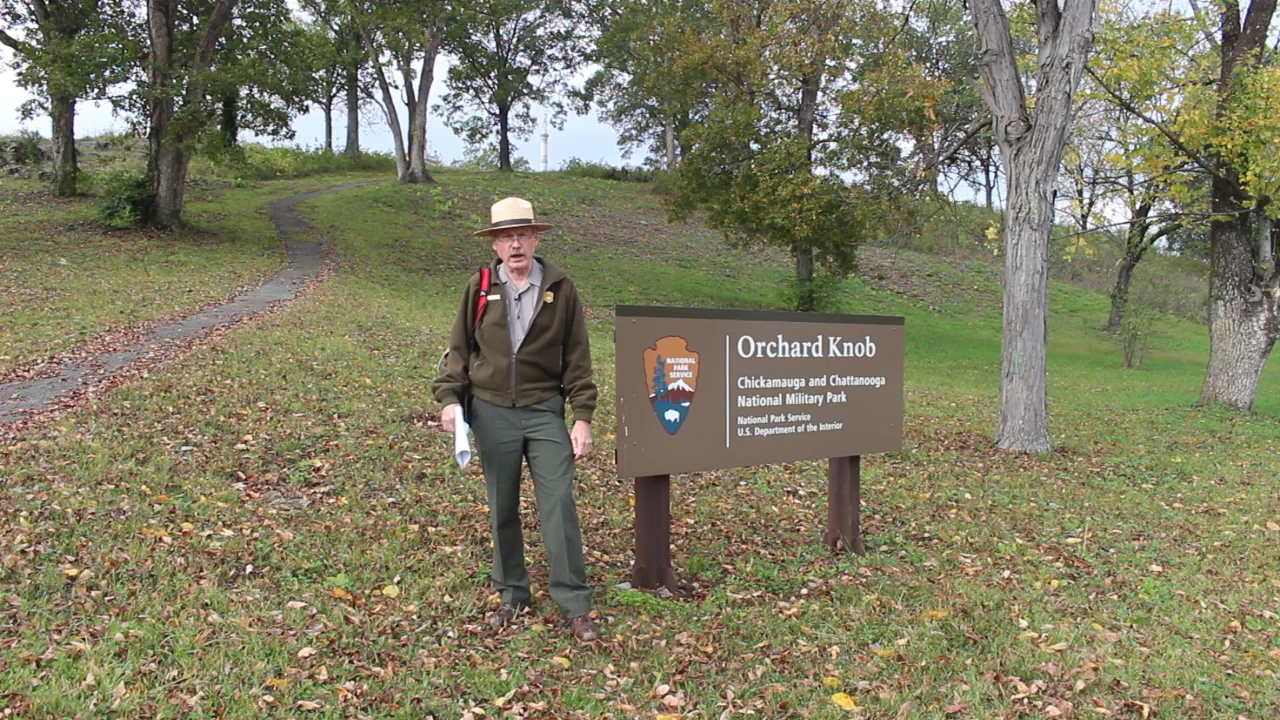 NATIONAL
PARK
SERVICE
Orchard Knob
Chickamauga and Chattanooga
National Military Park
National Park Service
U.S. Department of the Interior